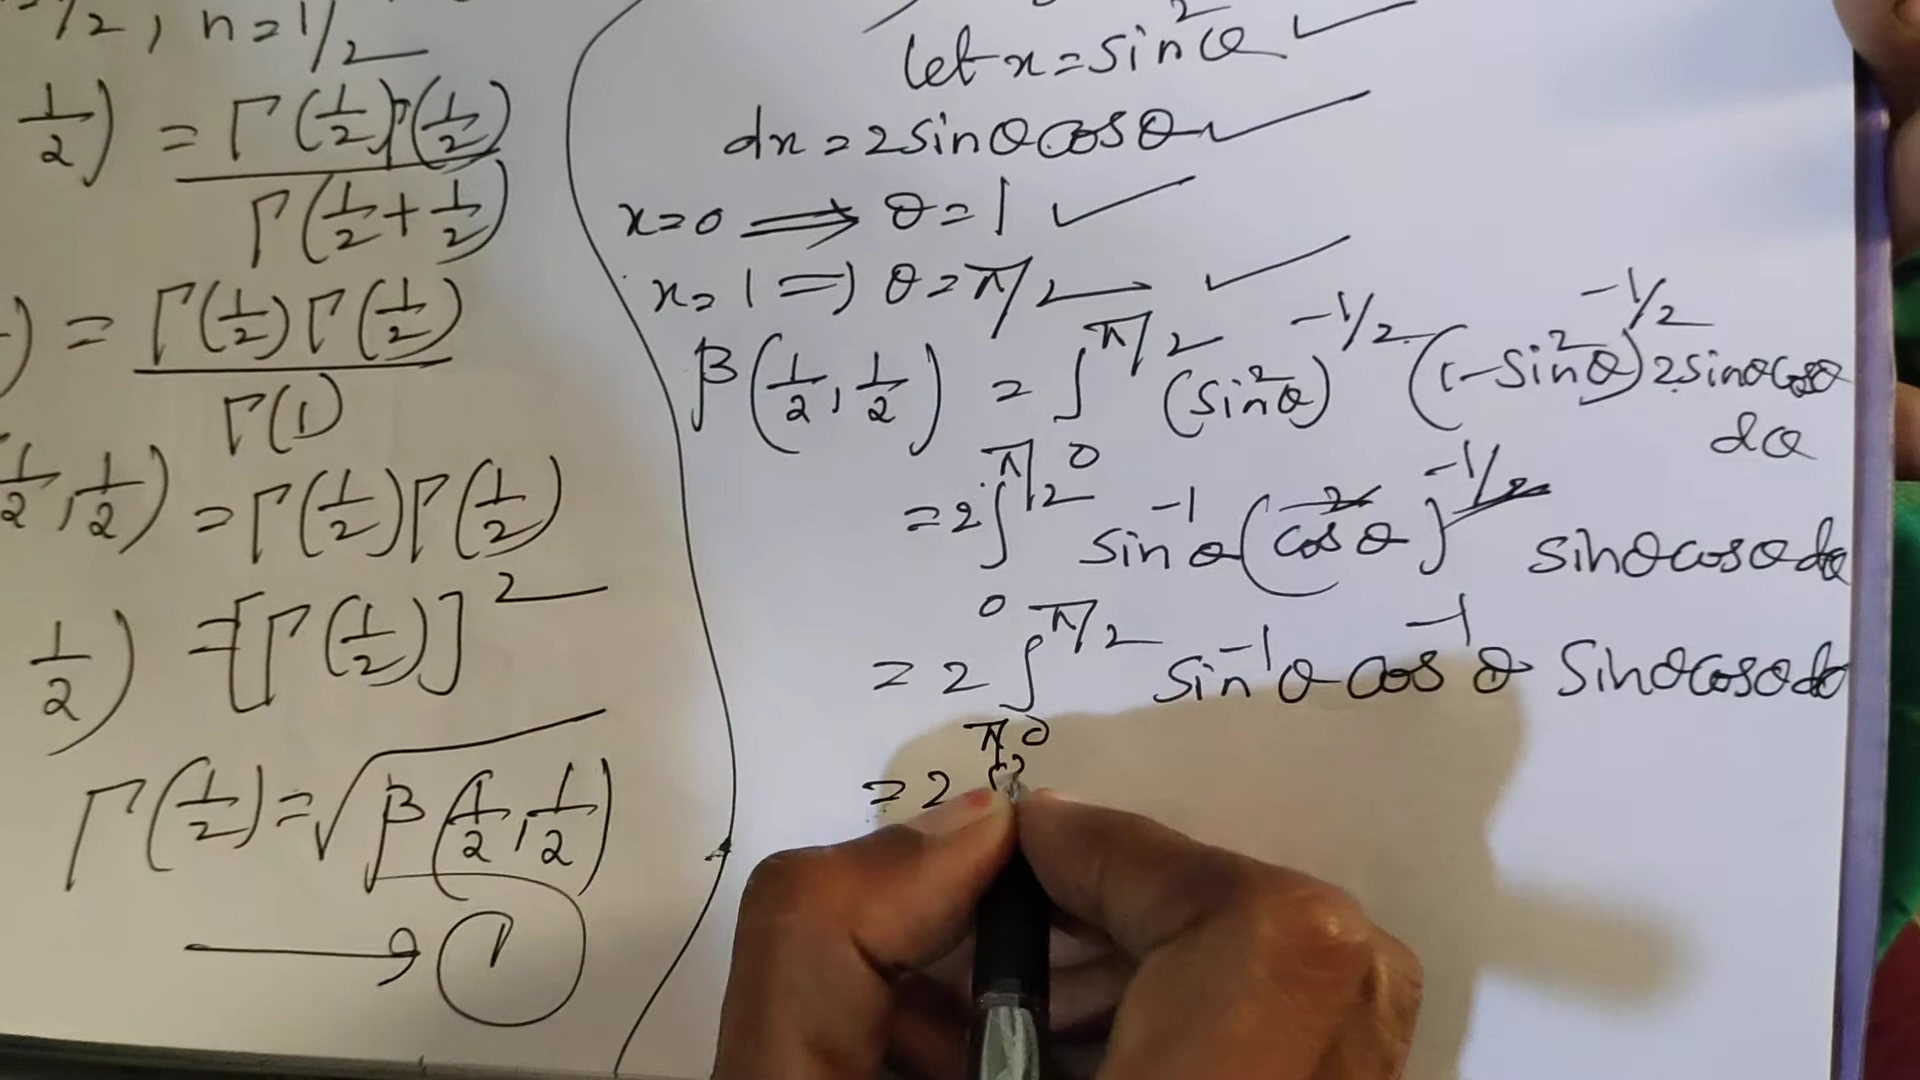 1/2, n=1/2
1/2) = Γ(1/2)Γ(1/2)
Γ(1/2+1/2)
) = Γ(1/2)Γ(1/2)
Γ(1)
1/2,1/2) = Γ(1/2)Γ(1/2)
1/2) = [Γ(1/2)]²
Γ(1/2) = √β(1/2,1/2)
→ 1
let x = sin²θ ✓
dx = 2sinθcosθ ✓
x=0 ⟹ θ=1 ✓
x=1 ⟹ θ=π/2 ✓
β(1/2,1/2) = ∫₀^π/2 (sin²θ)^-1/2 (1-sin²θ)^-1/2 2sinθcosθ
dθ
= 2∫₀^π/2 sin⁻¹θ(cos²θ)^-1/2 sinθcosθdθ
= 2∫₀^π/2 sin⁻¹θ cos⁻¹θ sinθcosθdθ
= 2